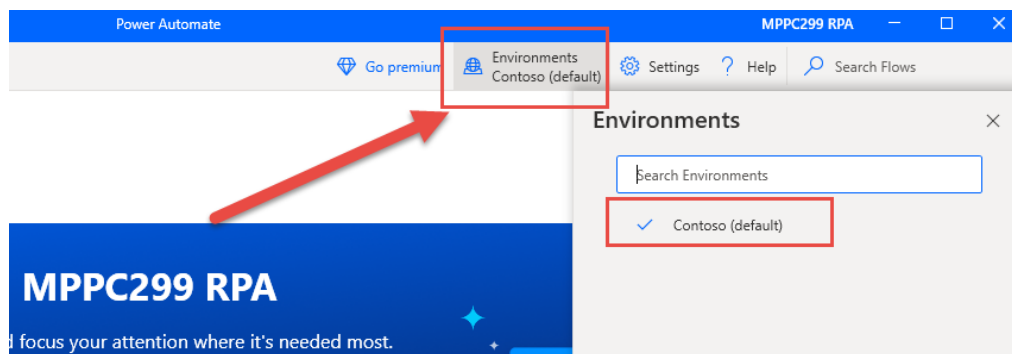 Power Automate
MPPC299 RPA
Go premium
Environments
Contoso (default)
Settings
? Help
Search Flows
Environments
Search Environments
Contoso (default)
MPPC299 RPA
d focus your attention where it's needed most.